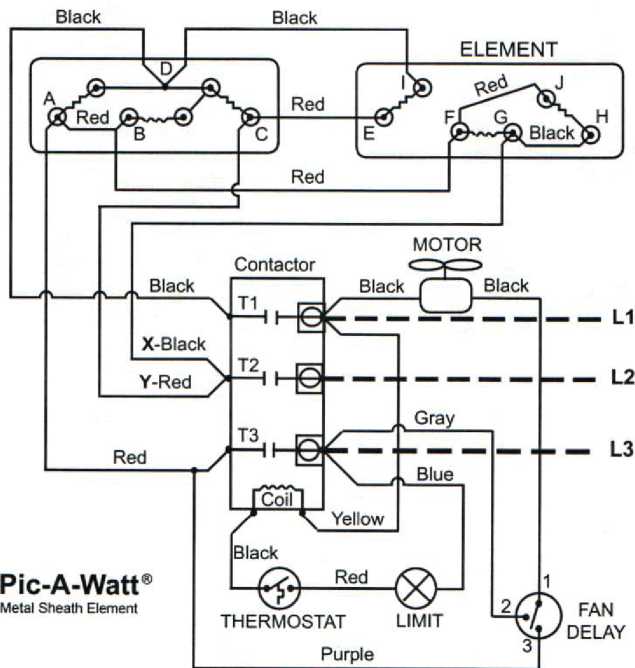 Black
Black
D
ELEMENT
I
Red
J
A
Red
B
C
Red
E
F
G
Black
H
Red
MOTOR
Contactor
Black
T1
Black
Black
L1
X-Black
T2
L2
Y-Red
Gray
T3
L3
Red
Blue
Coil
Yellow
Black
Pic-A-Watt®
Metal Sheath Element
Red
THERMOSTAT
LIMIT
1
2
3
FAN
DELAY
Purple